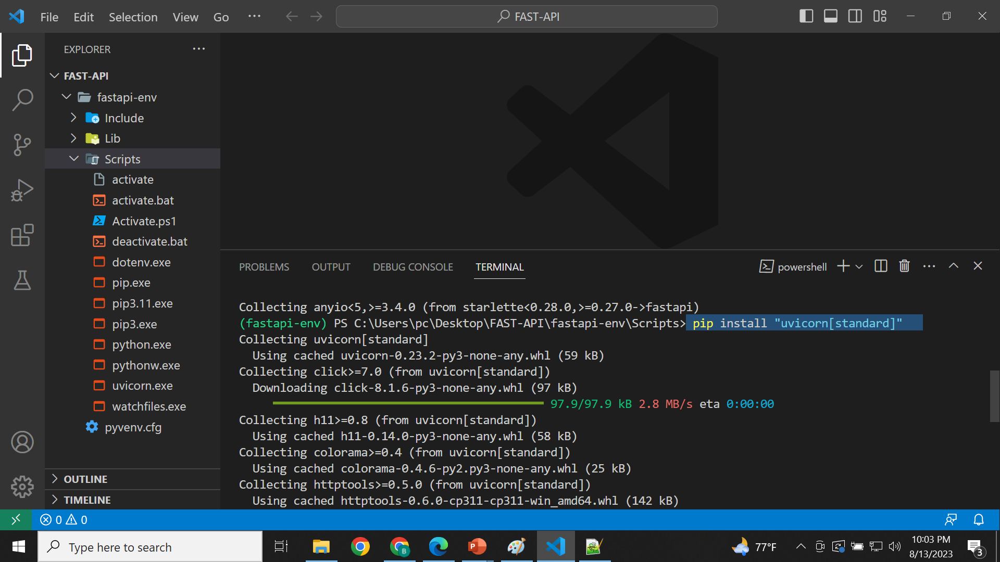 File Edit Selection View Go ···
FAST-API
EXPLORER
FAST-API
fastapi-env
Include
Lib
Scripts
activate
activate.bat
Activate.ps1
deactivate.bat
dotenv.exe
pip.exe
pip3.11.exe
pip3.exe
python.exe
pythonw.exe
uvicorn.exe
watchfiles.exe
pyvenv.cfg
OUTLINE
TIMELINE
PROBLEMS OUTPUT DEBUG CONSOLE TERMINAL
powershell
Collecting anyio<5,>=3.4.0 (from starlette<0.28.0,>=0.27.0->fastapi)
(fastapi-env) PS C:\Users\pc\Desktop\FAST-API\fastapi-env\Scripts> pip install "uvicorn[standard]"
Collecting uvicorn[standard]
Using cached uvicorn-0.23.2-py3-none-any.whl (59 kB)
Collecting click>=7.0 (from uvicorn[standard])
Downloading click-8.1.6-py3-none-any.whl (97 kB)
97.9/97.9 kB 2.8 MB/s eta 0:00:00
Collecting h11>=0.8 (from uvicorn[standard])
Using cached h11-0.14.0-py3-none-any.whl (58 kB)
Collecting colorama>=0.4 (from uvicorn[standard])
Using cached colorama-0.4.6-py2.py3-none-any.whl (25 kB)
Collecting httptools>=0.5.0 (from uvicorn[standard])
Using cached httptools-0.6.0-cp311-cp311-win_amd64.whl (142 kB)
0 0
Type here to search
B
P
77°F
10:03 PM
8/13/2023
3